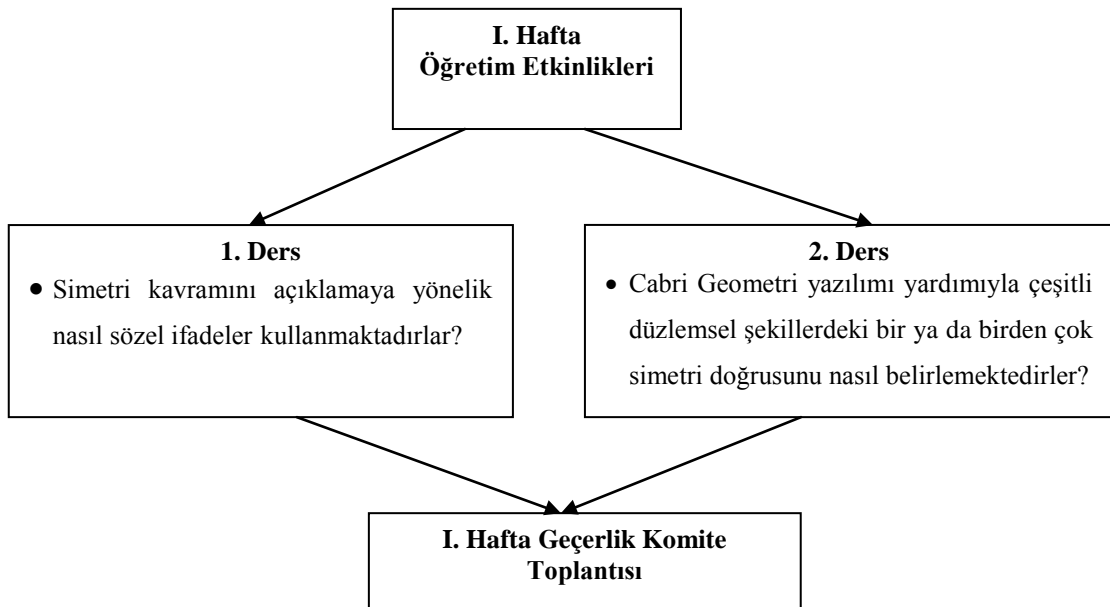 I. Hafta
Öğretim Etkinlikleri
1. Ders
• Simetri kavramını açıklamaya yönelik
nasıl sözel ifadeler kullanmaktadırlar?
2. Ders
• Cabri Geometri yazılımı yardımıyla çeşitli
düzlemsel şekillerdeki bir ya da birden çok
simetri doğrusunu nasıl belirlemektedirler?
I. Hafta Geçerlik Komite
Toplantısı